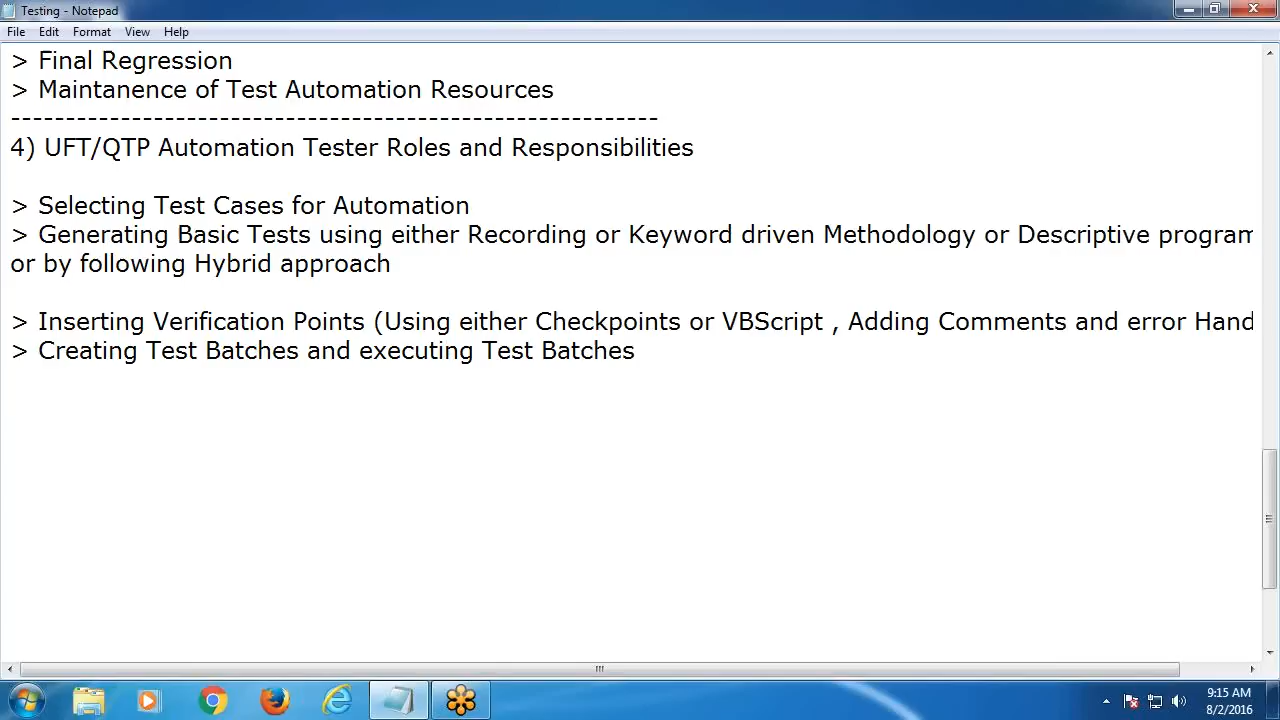 Testing - Notepad
File Edit Format View Help
> Final Regression
> Maintanence of Test Automation Resources
-----------------------------------------------------------
4) UFT/QTP Automation Tester Roles and Responsibilities
> Selecting Test Cases for Automation
> Generating Basic Tests using either Recording or Keyword driven Methodology or Descriptive program
or by following Hybrid approach
> Inserting Verification Points (Using either Checkpoints or VBScript , Adding Comments and error Hand
> Creating Test Batches and executing Test Batches
9:15 AM
8/2/2016